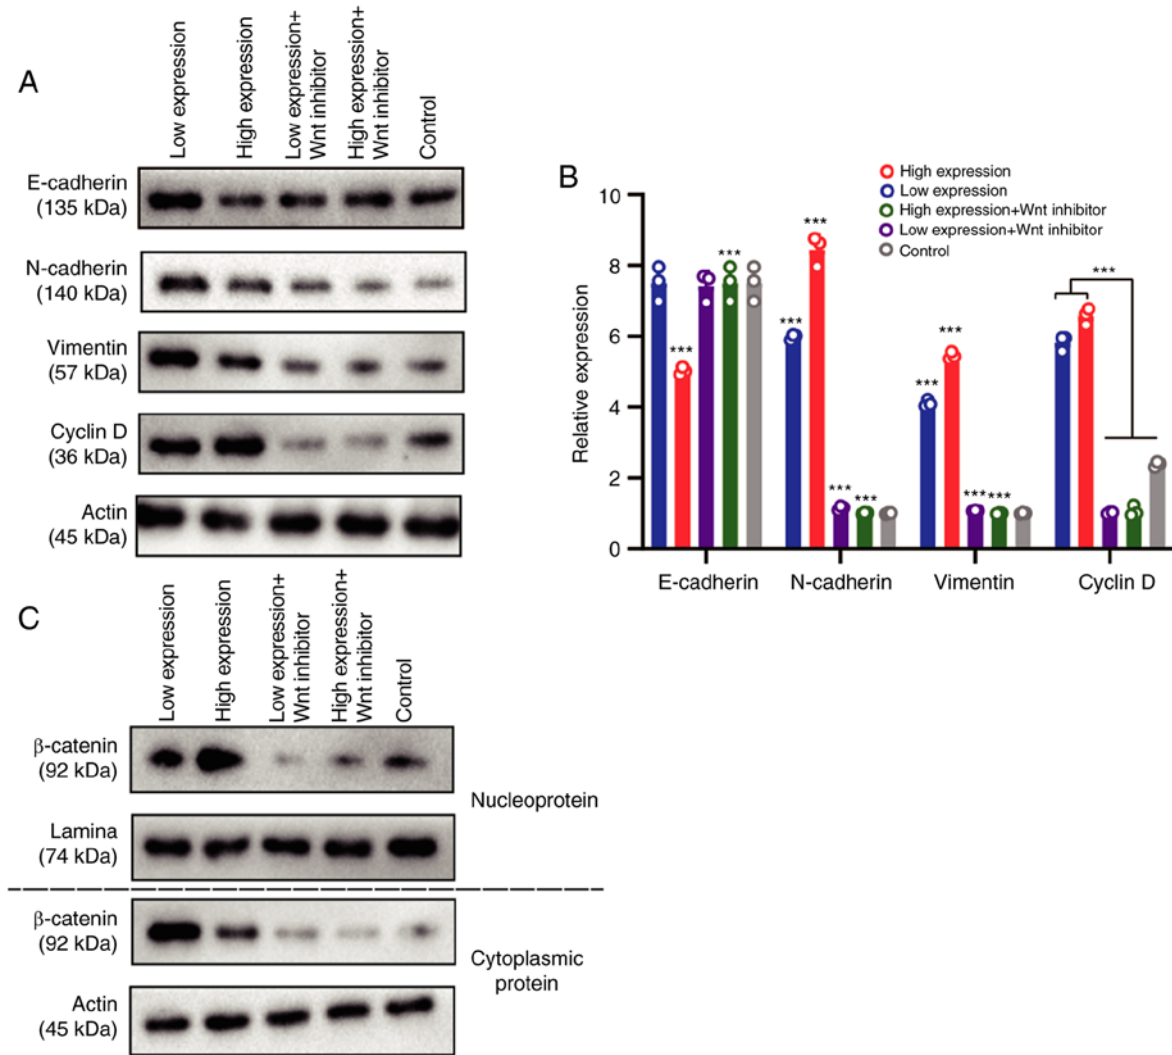 A
Low expression
High expression
Low expression+
Wnt inhibitor
High expression+
Wnt inhibitor
Control
E-cadherin
(135 kDa)
N-cadherin
(140 kDa)
Vimentin
(57 kDa)
Cyclin D
(36 kDa)
Actin
(45 kDa)
B
High expression
Low expression
High expression+Wnt inhibitor
Low expression+Wnt inhibitor
Control
Relative expression
10
8
6
4
2
0
***
***
***
***
***
***
***
***
***
***
***
E-cadherin
N-cadherin
Vimentin
Cyclin D
C
Low expression
High expression
Low expression+
Wnt inhibitor
High expression+
Wnt inhibitor
Control
β-catenin
(92 kDa)
Nucleoprotein
Lamina
(74 kDa)
β-catenin
(92 kDa)
Cytoplasmic
protein
Actin
(45 kDa)